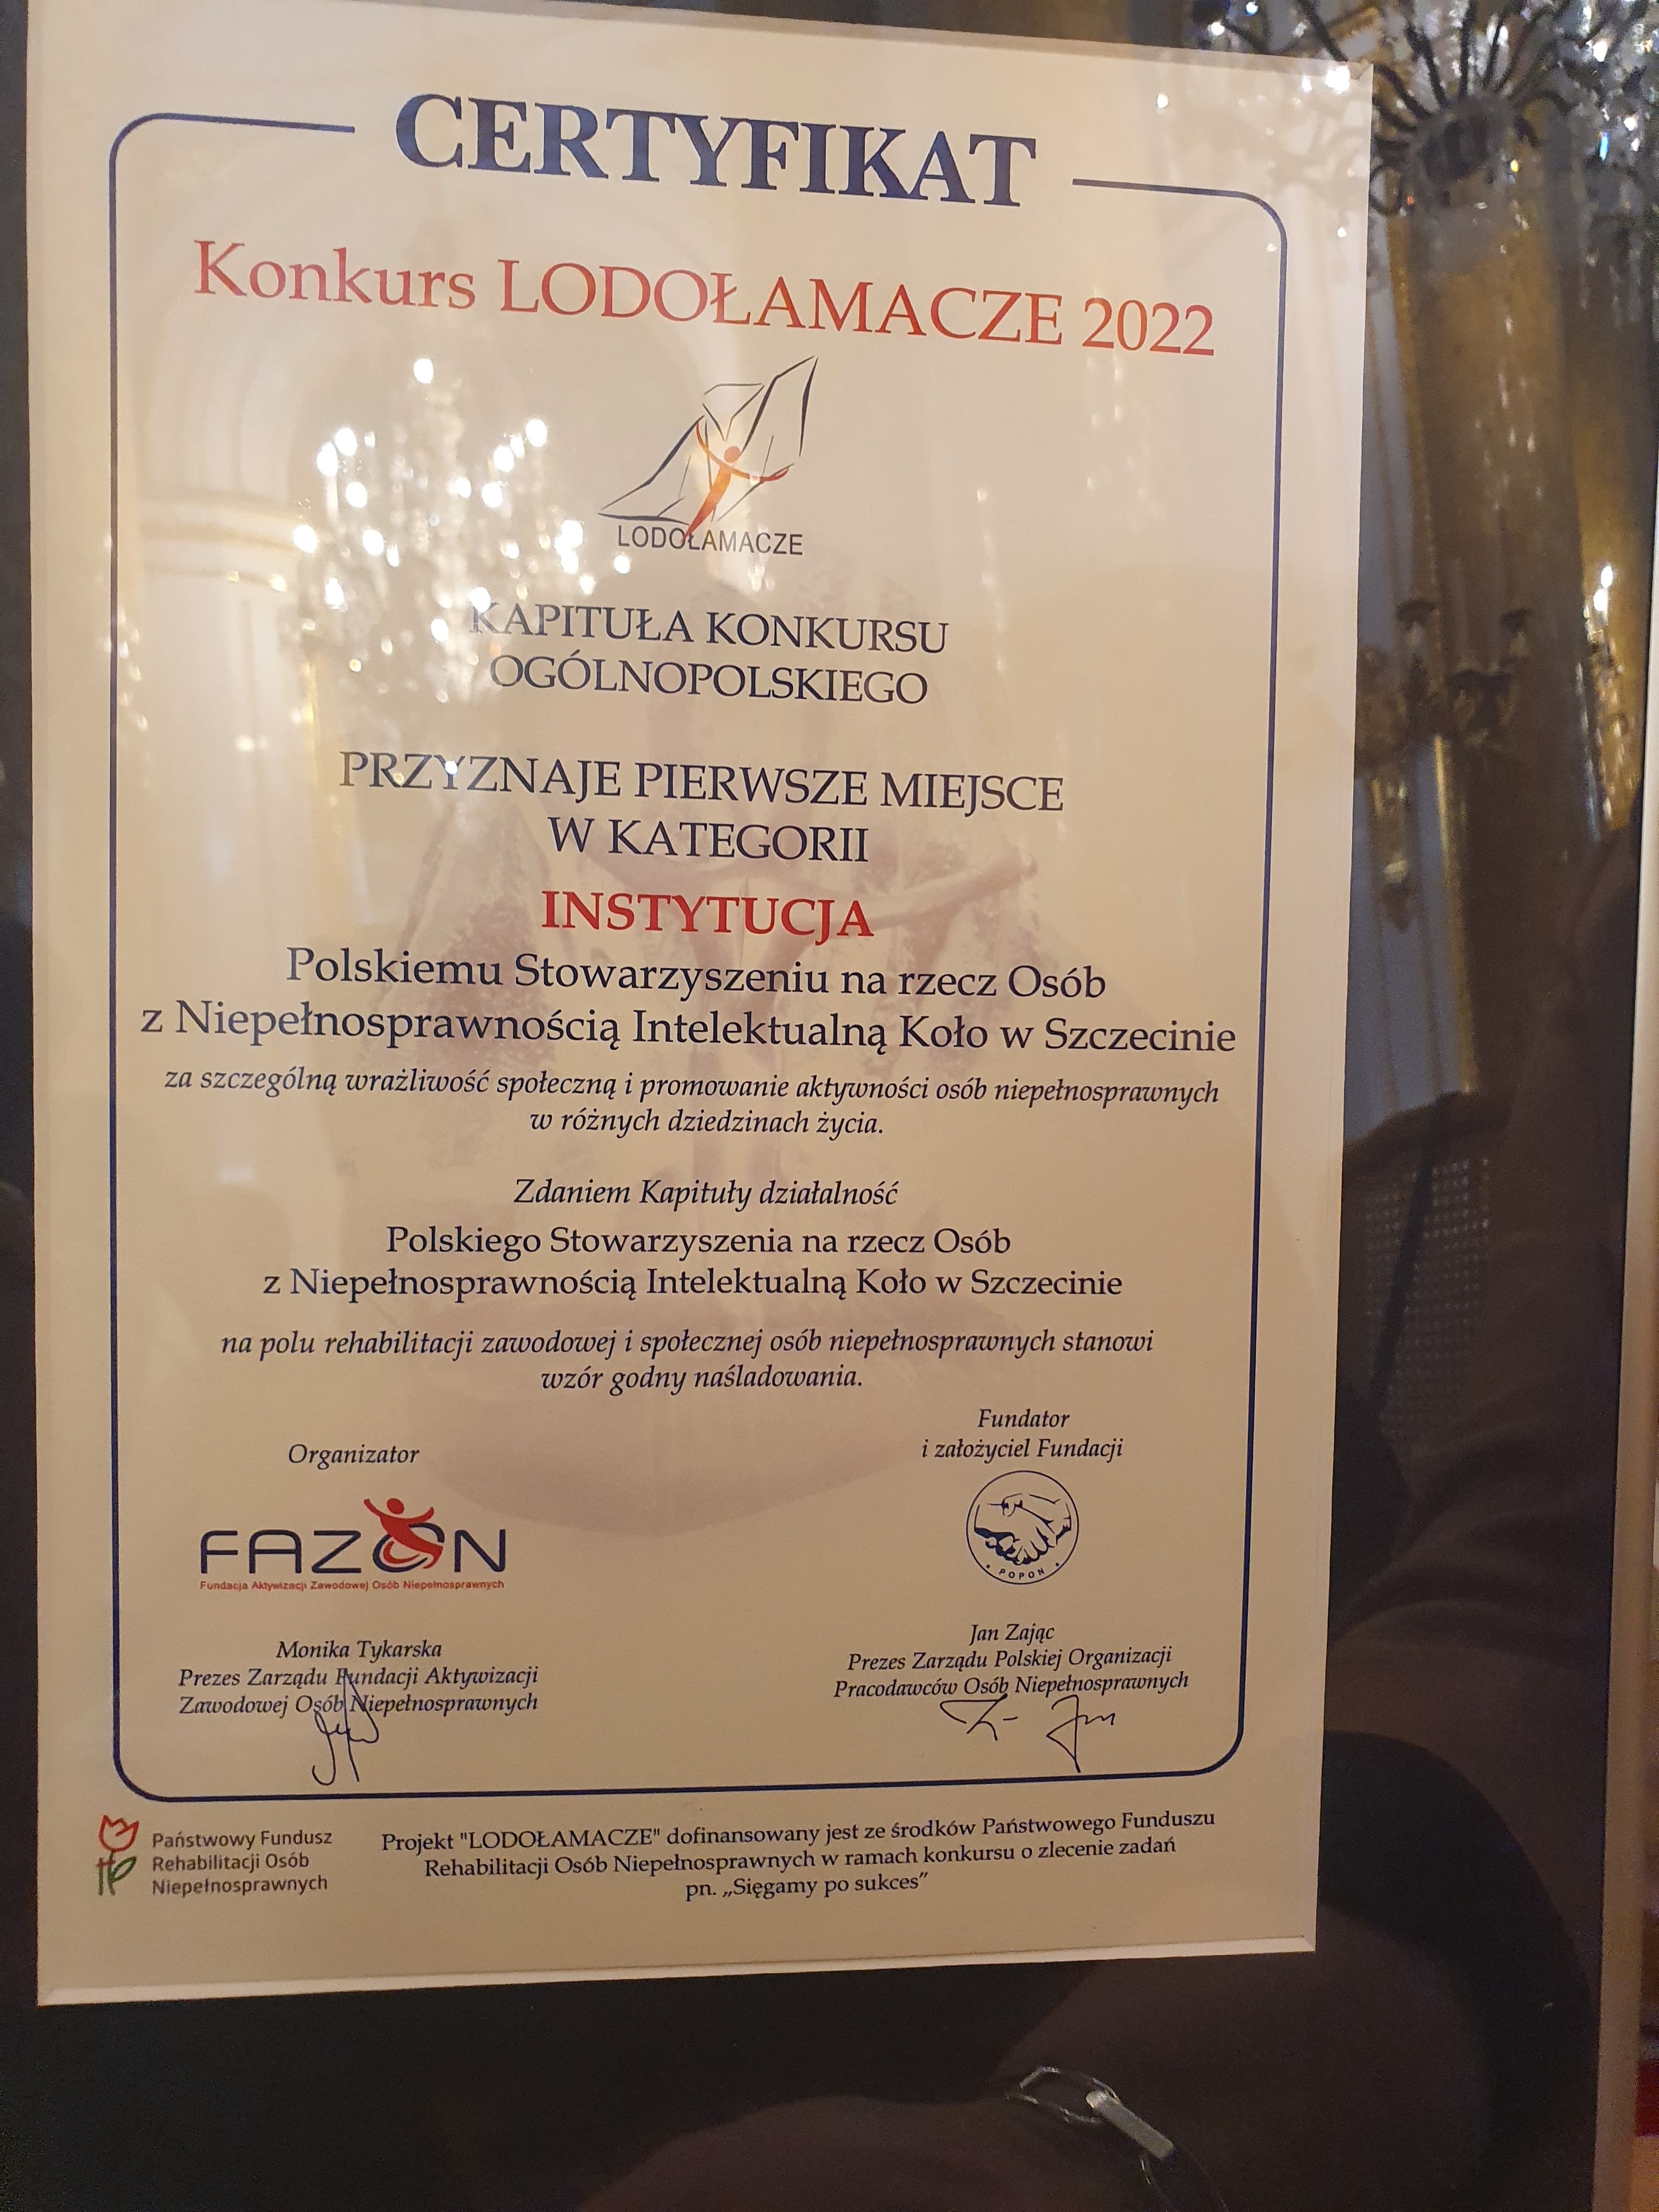 CERTYFIKAT
Konkurs LODOŁAMACZE 2022
LODOŁAMACZE
KAPITUŁA KONKURSU
OGÓLNOPOLSKIEGO
PRZYZNAJE PIERWSZE MIEJSCE
W KATEGORII
INSTYTUCJA
Polskiemu Stowarzyszeniu na rzecz Osób
z Niepełnosprawnością Intelektualną Koło w Szczecinie
za szczególną wrażliwość społeczną i promowanie aktywności osób niepełnosprawnych
w różnych dziedzinach życia.
Zdaniem Kapituły działalność
Polskiego Stowarzyszenia na rzecz Osób
z Niepełnosprawnością Intelektualną Koło w Szczecinie
na polu rehabilitacji zawodowej i społecznej osób niepełnosprawnych stanowi
wzór godny naśladowania.
Organizator
FAZON
Fundacja Aktywizacji Zawodowej Osób Niepełnosprawnych
Monika Tykarska
Prezes Zarządu Fundacji Aktywizacji
Zawodowej Osób Niepełnosprawnych
Fundator
i założyciel Fundacji
POPON
Jan Zając
Prezes Zarządu Polskiej Organizacji
Pracodawców Osób Niepełnosprawnych
Państwowy Fundusz
Rehabilitacji Osób
Niepełnosprawnych
Projekt "LODOŁAMACZE" dofinansowany jest ze środków Państwowego Funduszu
Rehabilitacji Osób Niepełnosprawnych w ramach konkursu o zlecenie zadań
pn. „Sięgamy po sukces”